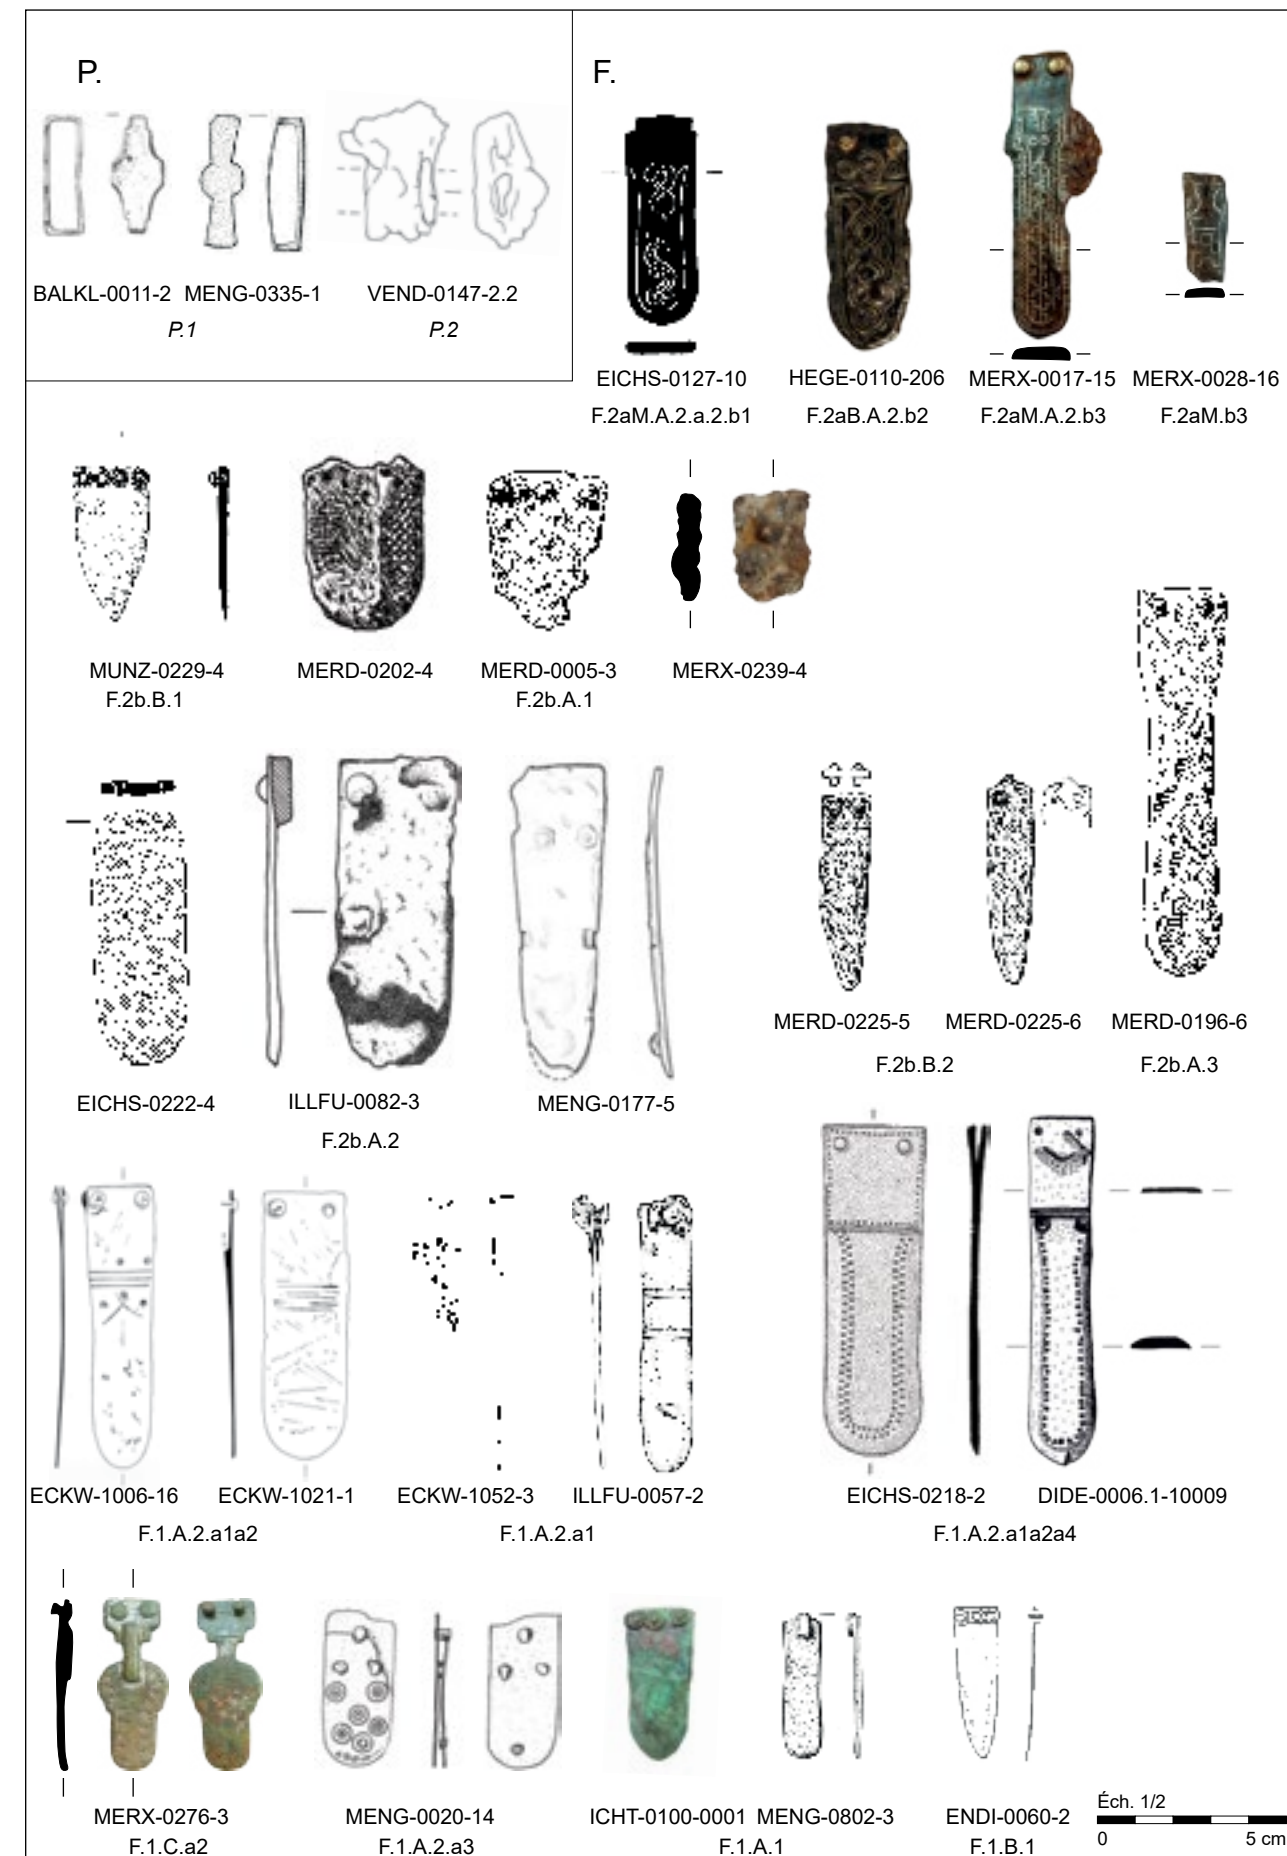 P.
F.
BALKL-0011-2 MENG-0335-1 VEND-0147-2.2
P.1 P.2
EICHS-0127-10 HEGE-0110-206 MERX-0017-15 MERX-0028-16
F.2aM.A.2.a.2.b1 F.2aB.A.2.b2 F.2aM.A.2.b3 F.2aM.b3
MUNZ-0229-4 MERD-0202-4 MERD-0005-3 MERX-0239-4
F.2b.B.1 F.2b.A.1
MERD-0225-5 MERD-0225-6 MERD-0196-6
F.2b.B.2 F.2b.A.3
EICHS-0222-4 ILLFU-0082-3 MENG-0177-5
F.2b.A.2
ECKW-1006-16 ECKW-1021-1 ECKW-1052-3 ILLFU-0057-2 EICHS-0218-2 DIDE-0006.1-10009
F.1.A.2.a1a2 F.1.A.2.a1 F.1.A.2.a1a2a4
MERX-0276-3 MENG-0020-14 ICHT-0100-0001 MENG-0802-3 ENDI-0060-2
F.1.C.a2 F.1.A.2.a3 F.1.A.1 F.1.B.1
Éch. 1/2
0 5 cm